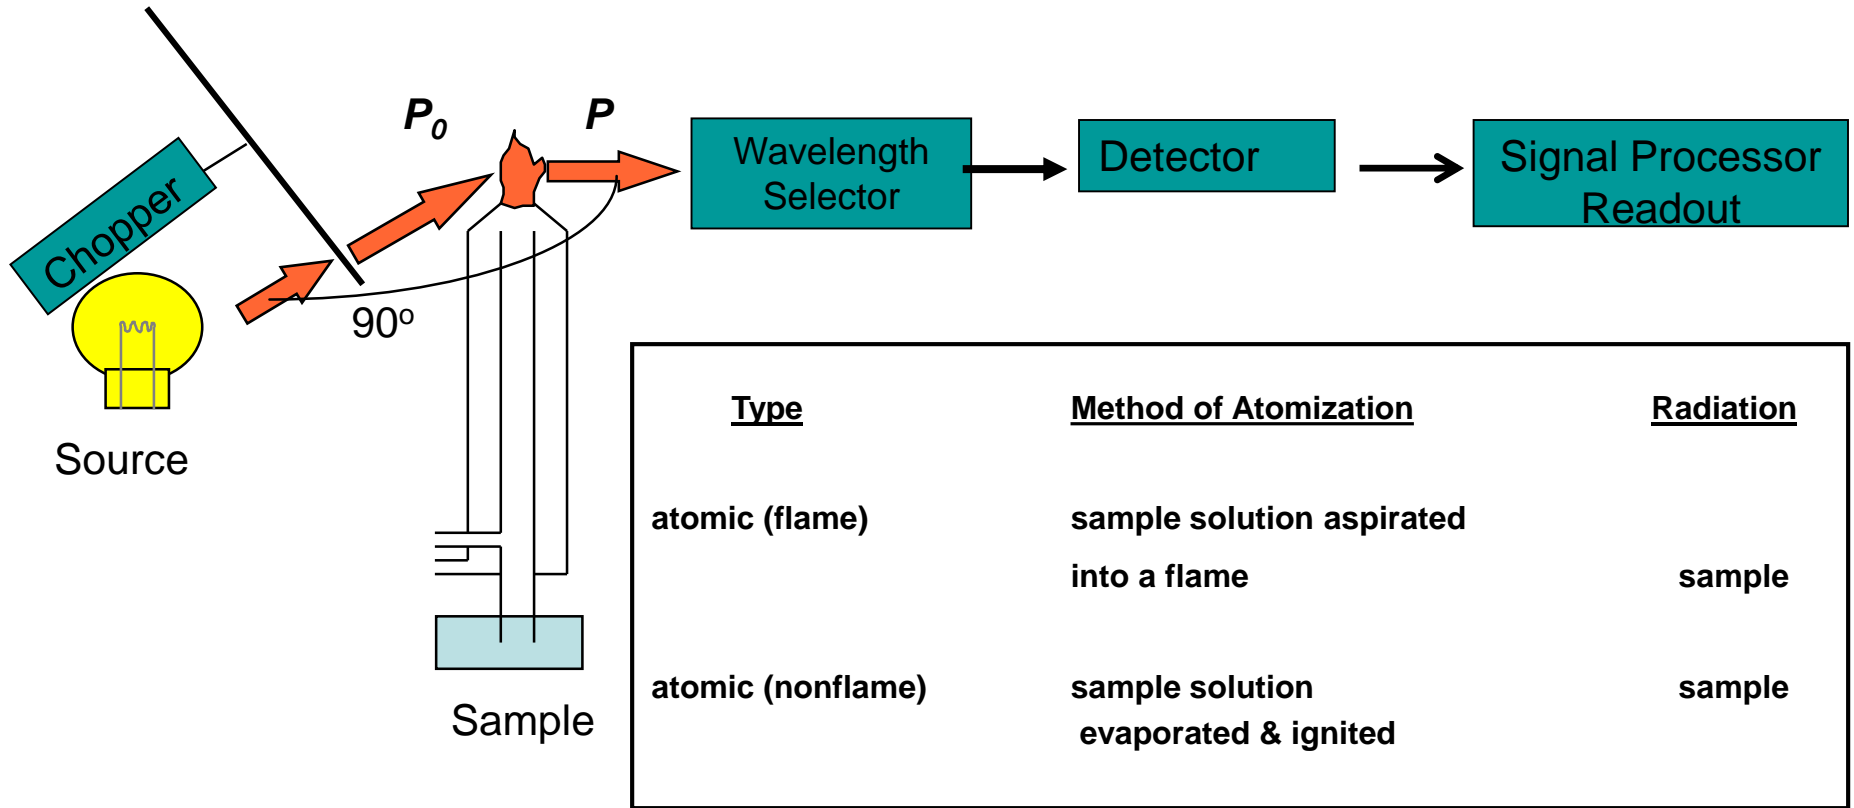 P0
P
Chopper
Wavelength
Selector
Detector
Signal Processor
Readout
90o
Source
Sample
Type Method of Atomization Radiation
atomic (flame) sample solution aspirated
into a flame sample
atomic (nonflame) sample solution sample
evaporated & ignited